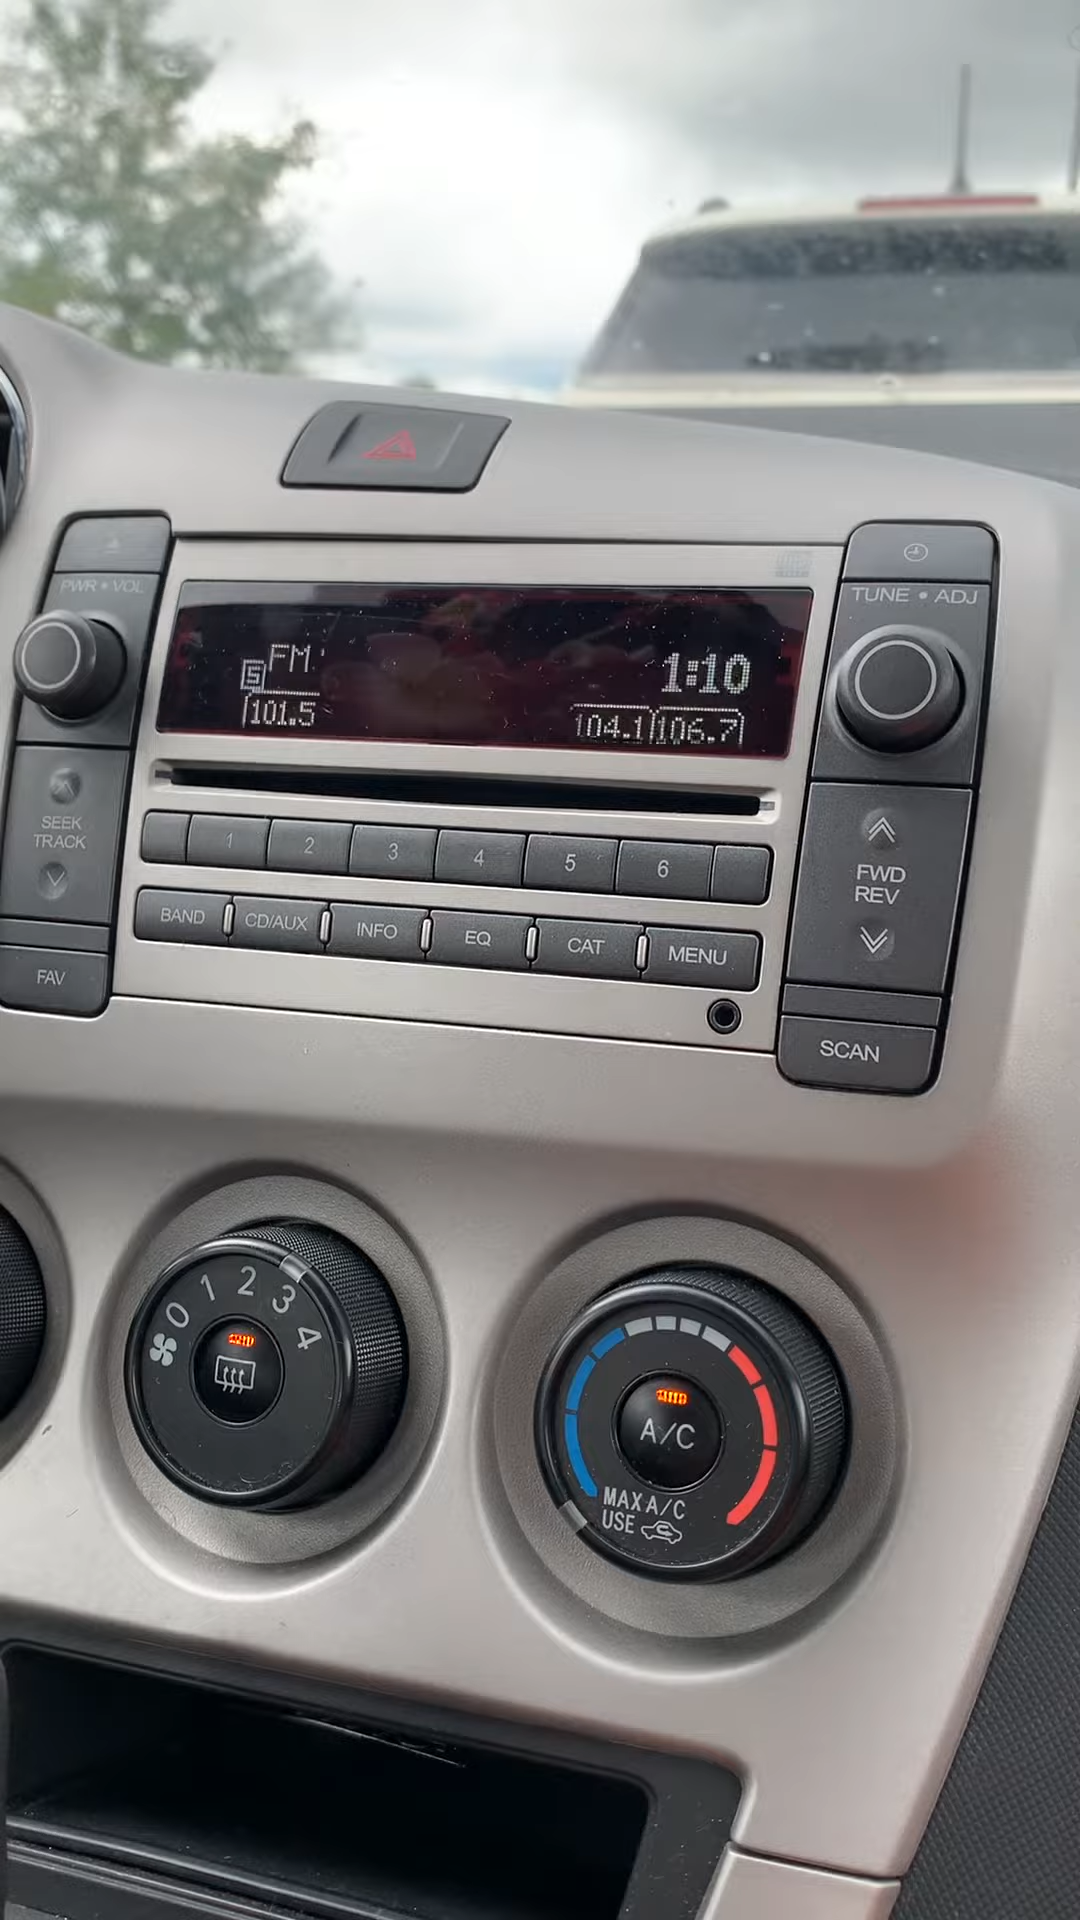 PWR • VOL
TUNE • ADJ
FM
1:10
5
101.5
104.1 106.7
SEEK
TRACK
1 2 3 4 5 6
FWD
REV
BAND CD/AUX INFO EQ CAT MENU
FAV
SCAN
0 1 2 3 4
A/C
MAX A/C
USE